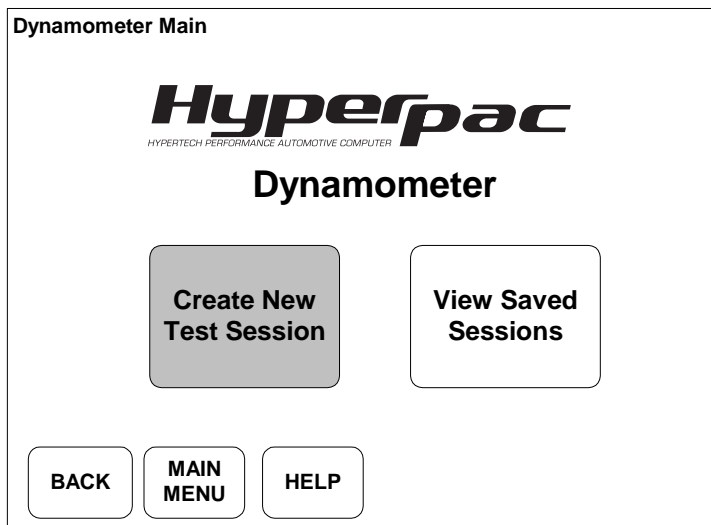 Dynamometer Main
Hyperpac
HYPERTECH PERFORMANCE AUTOMOTIVE COMPUTER
Dynamometer
Create New
Test Session
View Saved
Sessions
BACK
MAIN
MENU
HELP